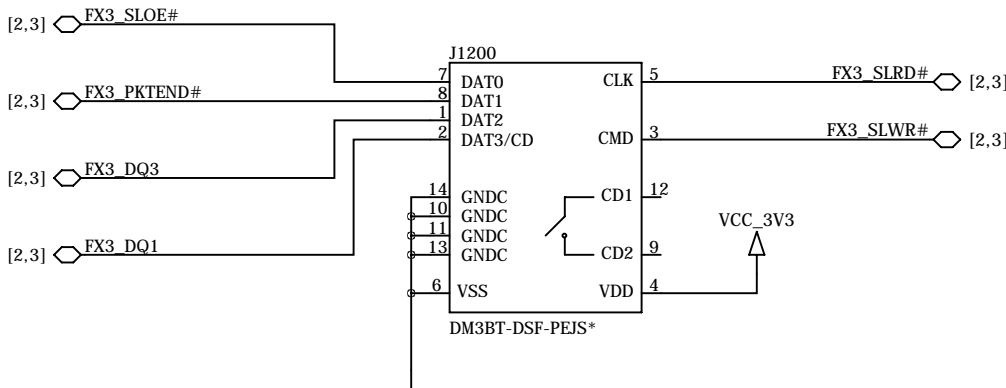 [2,3] FX3_SLOE#
J1200
7 DAT0 CLK 5 FX3_SLRD# [2,3]
[2,3] FX3_PKTEND# 8 DAT1
1 DAT2
2 DAT3/CD CMD 3 FX3_SLWR# [2,3]
[2,3] FX3_DQ3
14 GNDC CD1 12
10 GNDC
11 GNDC VCC_3V3
[2,3] FX3_DQ1 13 GNDC CD2 9
6 VSS VDD 4
DM3BT-DSF-PEJS*